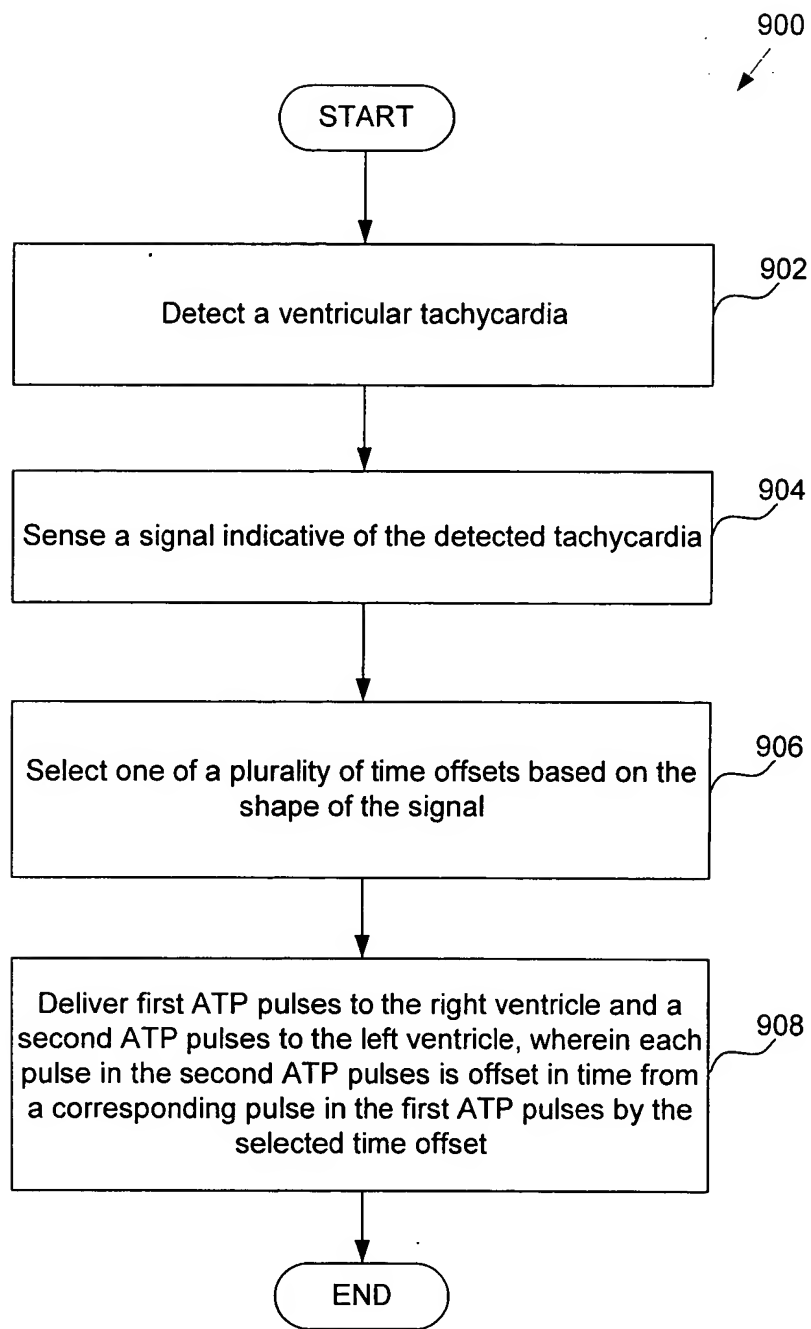 900
START
902
Detect a ventricular tachycardia
904
Sense a signal indicative of the detected tachycardia
906
Select one of a plurality of time offsets based on the
shape of the signal
Deliver first ATP pulses to the right ventricle and a
second ATP pulses to the left ventricle, wherein each
908
pulse in the second ATP pulses is offset in time from
a corresponding pulse in the first ATP pulses by the
selected time offset
END